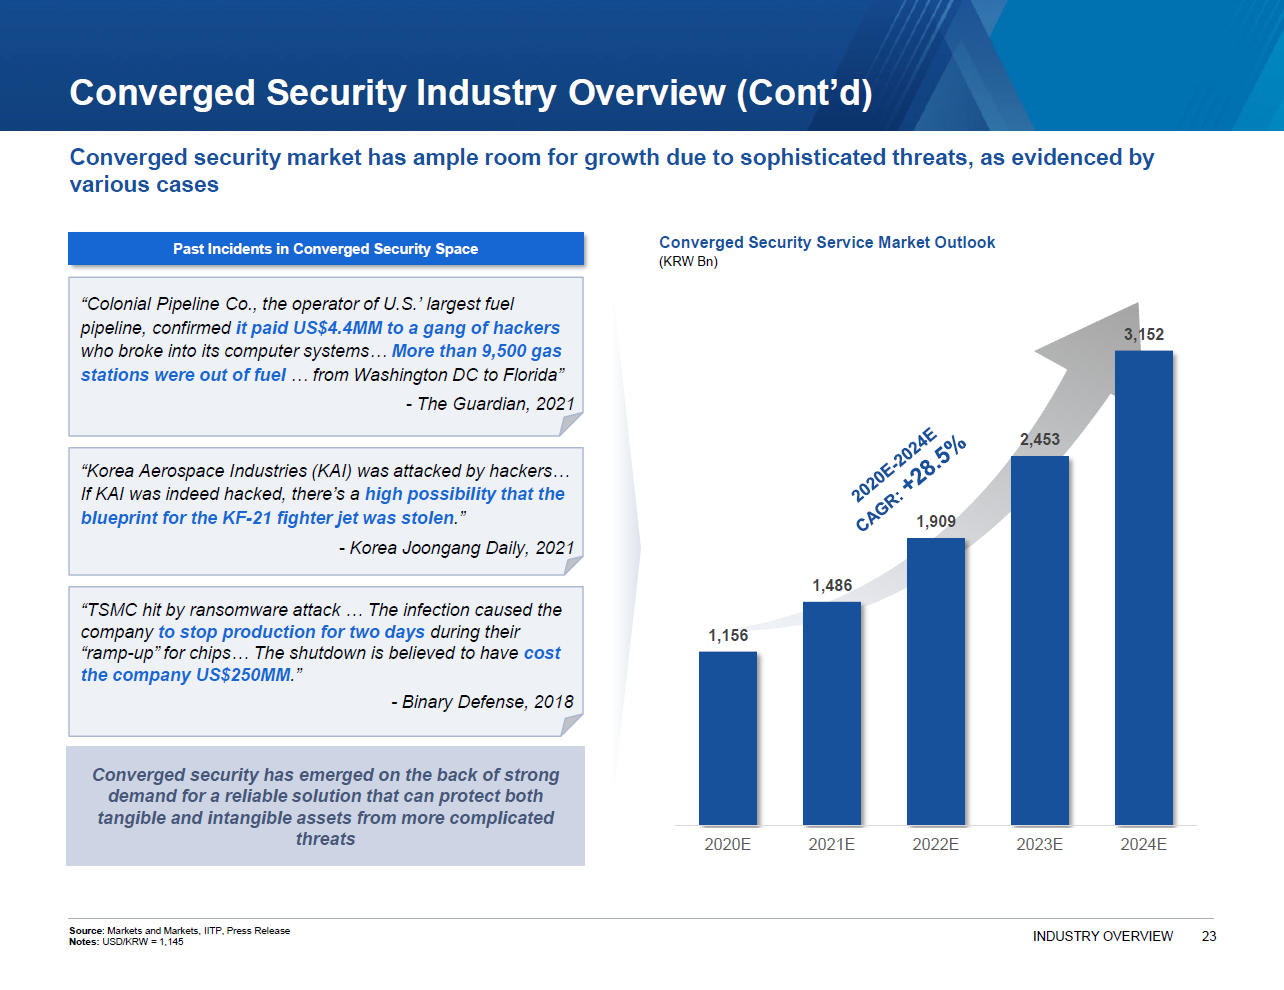 Converged Security Industry Overview (Cont’d)
Converged security market has ample room for growth due to sophisticated threats, as evidenced by
various cases
Past Incidents in Converged Security Space
“Colonial Pipeline Co., the operator of U.S.’ largest fuel
pipeline, confirmed it paid US$4.4MM to a gang of hackers
who broke into its computer systems… More than 9,500 gas
stations were out of fuel … from Washington DC to Florida”
- The Guardian, 2021
“Korea Aerospace Industries (KAI) was attacked by hackers…
If KAI was indeed hacked, there’s a high possibility that the
blueprint for the KF-21 fighter jet was stolen.”
- Korea Joongang Daily, 2021
“TSMC hit by ransomware attack … The infection caused the
company to stop production for two days during their
“ramp-up” for chips… The shutdown is believed to have cost
the company US$250MM.”
- Binary Defense, 2018
Converged security has emerged on the back of strong
demand for a reliable solution that can protect both
tangible and intangible assets from more complicated
threats
Converged Security Service Market Outlook
(KRW Bn)
2020E-2024E
CAGR: +28.5%
1,156
1,486
1,909
2,453
3,152
2020E
2021E
2022E
2023E
2024E
Source: Markets and Markets, IITP, Press Release
Notes: USD/KRW = 1,145
INDUSTRY OVERVIEW 23